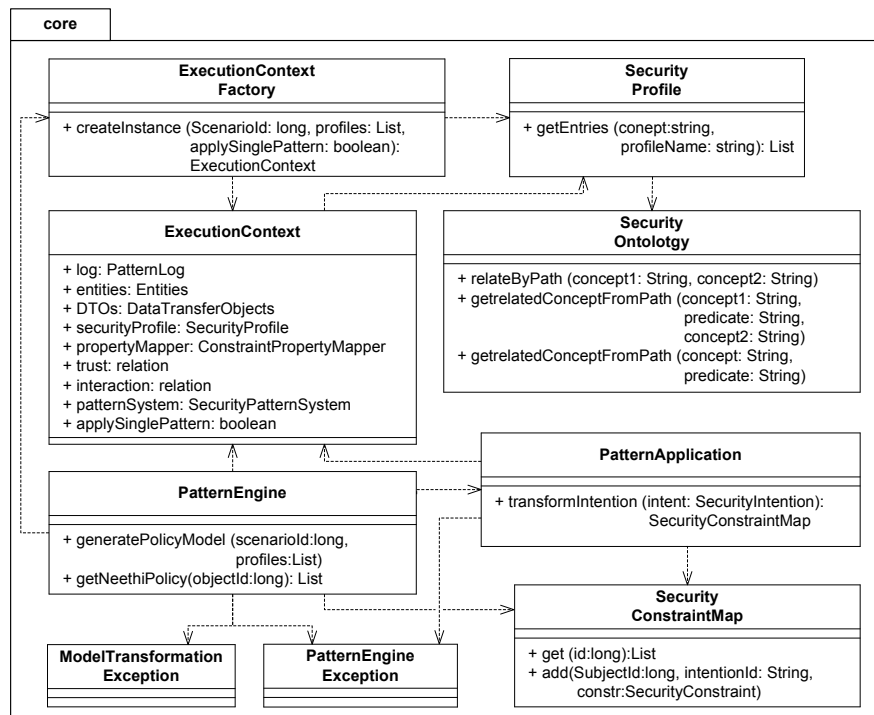 core
ExecutionContext
Factory
+ createInstance (ScenarioId: long, profiles: List,
applySinglePattern: boolean):
ExecutionContext
Security
Profile
+ getEntries (conept:string,
profileName: string): List
ExecutionContext
+ log: PatternLog
+ entities: Entities
+ DTOs: DataTransferObjects
+ securityProfile: SecurityProfile
+ propertyMapper: ConstraintPropertyMapper
+ trust: relation
+ interaction: relation
+ patternSystem: SecurityPatternSystem
+ applySinglePattern: boolean
Security
Ontolotgy
+ relateByPath (concept1: String, concept2: String)
+ getrelatedConceptFromPath (concept1: String,
predicate: String,
concept2: String)
+ getrelatedConceptFromPath (concept: String,
predicate: String)
PatternEngine
+ generatePolicyModel (scenarioId:long,
profiles:List)
+ getNeethiPolicy(objectId:long): List
PatternApplication
+ transformIntention (intent: SecurityIntention):
SecurityConstraintMap
ModelTransformation
Exception
PatternEngine
Exception
Security
ConstraintMap
+ get (id:long):List
+ add(SubjectId:long, intentionId: String,
constr:SecurityConstraint)